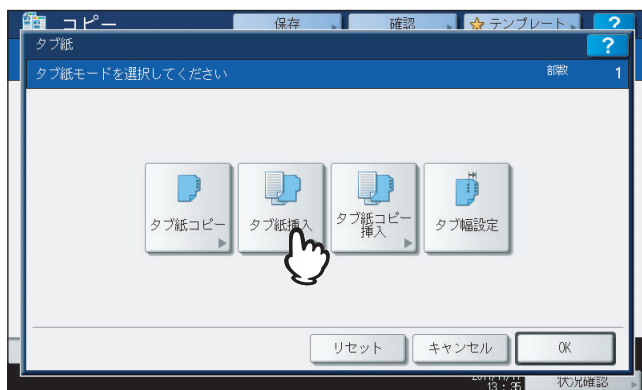 コピー
保存
確認
テンプレート
?
タブ紙
?
タブ紙モードを選択してください
部数 1
タブ紙コピー
タブ紙挿入
タブ紙コピー
挿入
タブ幅設定
リセット
キャンセル
OK
13:35
状況確認